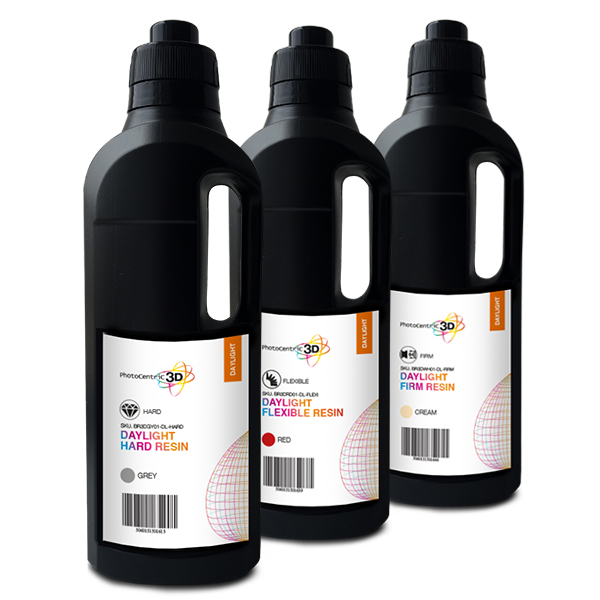 DAYLIGHT
PHOTOCENTRIC 3D
HARD
SKU. BR3DGY01-DL-HARD
DAYLIGHT
HARD RESIN
GREY
DAYLIGHT
PHOTOCENTRIC 3D
FLEXIBLE
DAYLIGHT
FLEXIBLE RESIN
RED
DAYLIGHT
PHOTOCENTRIC 3D
FIRM
DAYLIGHT
FIRM RESIN
CREAM